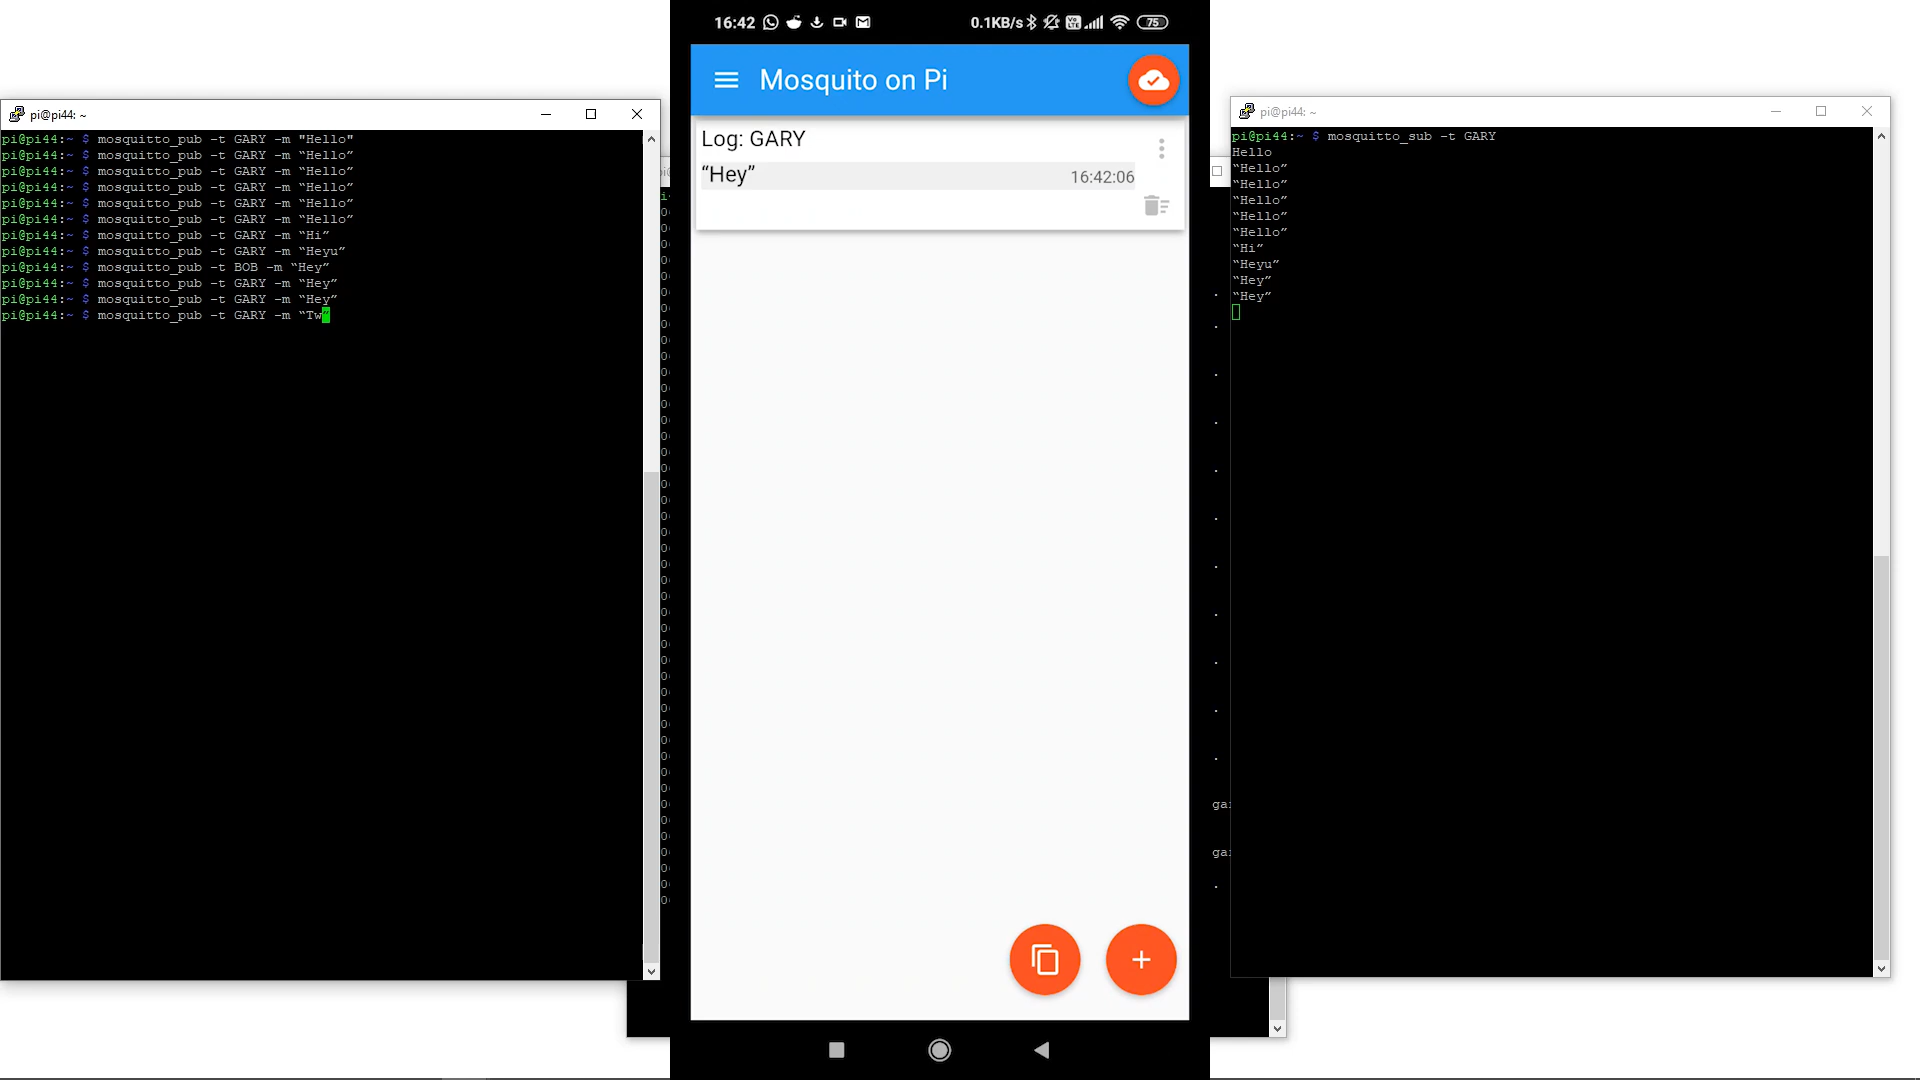 pi@pi44: ~
pi@pi44:~ $ mosquitto_pub -t GARY -m "Hello"
pi@pi44:~ $ mosquitto_pub -t GARY -m “Hello”
pi@pi44:~ $ mosquitto_pub -t GARY -m “Hello”
pi@pi44:~ $ mosquitto_pub -t GARY -m “Hello”
pi@pi44:~ $ mosquitto_pub -t GARY -m “Hello”
pi@pi44:~ $ mosquitto_pub -t GARY -m “Hello”
pi@pi44:~ $ mosquitto_pub -t GARY -m “Hi”
pi@pi44:~ $ mosquitto_pub -t GARY -m “Heyu”
pi@pi44:~ $ mosquitto_pub -t BOB -m “Hey”
pi@pi44:~ $ mosquitto_pub -t GARY -m “Hey”
pi@pi44:~ $ mosquitto_pub -t GARY -m “Hey”
pi@pi44:~ $ mosquitto_pub -t GARY -m “Tw”
16:42 0.1KB/s 75
Mosquito on Pi
Log: GARY
“Hey” 16:42:06
pi@pi44: ~
pi@pi44:~ $ mosquitto_sub -t GARY
Hello
“Hello”
“Hello”
“Hello”
“Hello”
“Hello”
“Hi”
“Heyu”
“Hey”
“Hey”